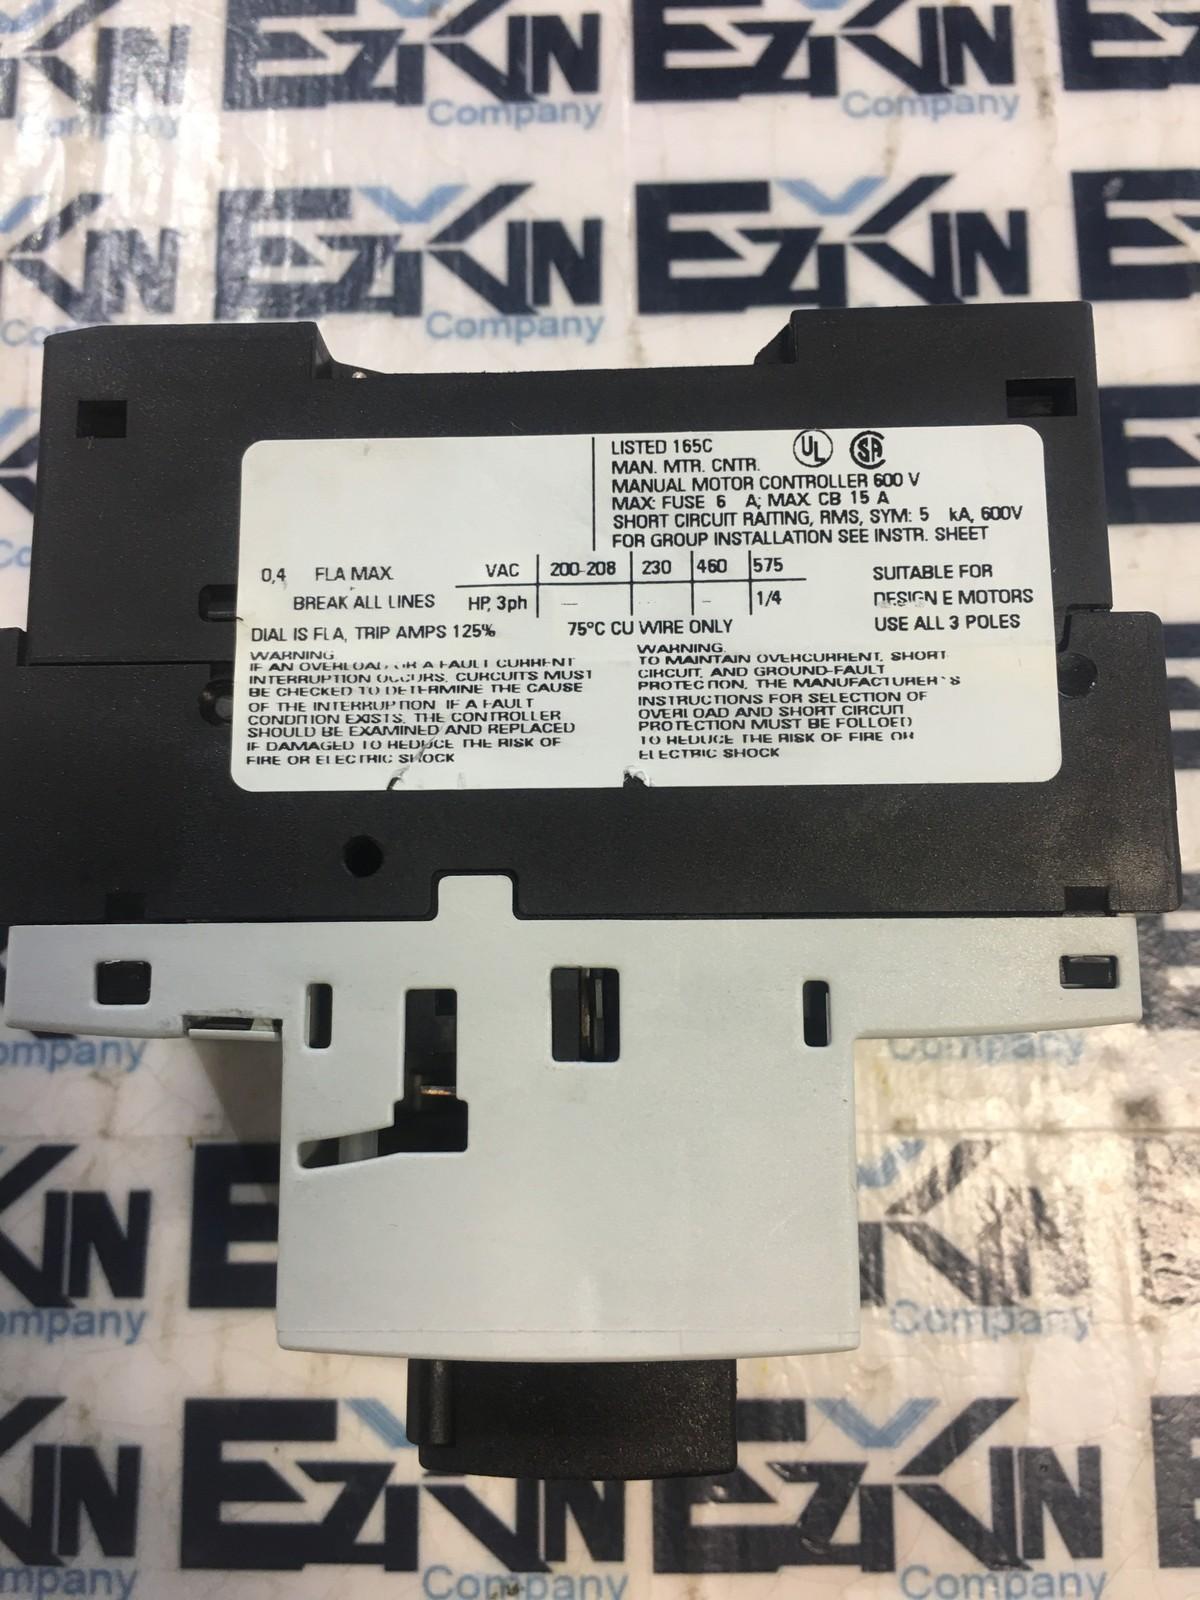 EZKIN Company
LISTED 165C UL SA
MAN. MTR. CNTR.
MANUAL MOTOR CONTROLLER 600 V
MAX: FUSE 6 A; MAX. CB 15 A
SHORT CIRCUIT RAITING, RMS, SYM: 5 kA, 600V
FOR GROUP INSTALLATION SEE INSTR. SHEET
0,4 FLA MAX.
BREAK ALL LINES
VAC 200-208 230 460 575
HP, 3ph — — — 1/4
SUITABLE FOR
DESIGN E MOTORS
USE ALL 3 POLES
DIAL IS FLA, TRIP AMPS 125%
75°C CU WIRE ONLY
WARNING.
IF AN OVERLOAD OR A FAULT CURRENT
INTERRUPTION OCCURS, CURCUITS MUST
BE CHECKED TO DETERMINE THE CAUSE
OF THE INTERRUPTION IF A FAULT
CONDITION EXISTS. THE CONTROLLER
SHOULD BE EXAMINED AND REPLACED
IF DAMAGED TO REDUCE THE RISK OF
FIRE OR ELECTRIC SHOCK
WARNING.
TO MAINTAIN OVERCURRENT, SHORT
CIRCUIT, AND GROUND-FAULT
PROTECTION, THE MANUFACTURER'S
INSTRUCTIONS FOR SELECTION OF
OVERLOAD AND SHORT CIRCUIT
PROTECTION MUST BE FOLLOED
TO REDUCE THE RISK OF FIRE OR
ELECTRIC SHOCK